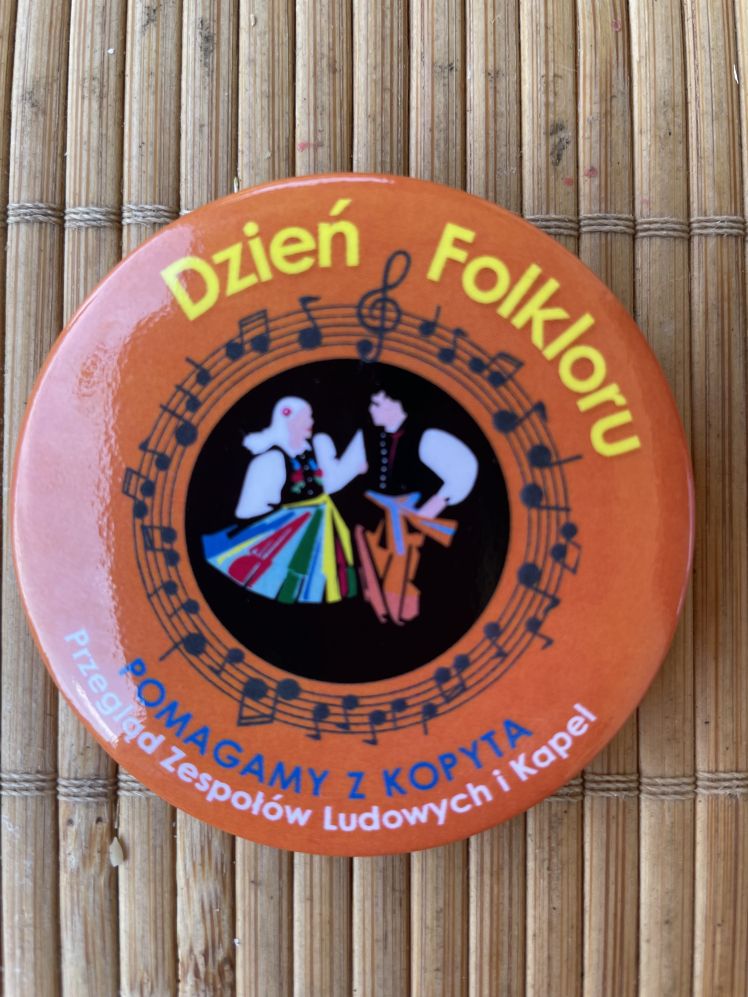 Dzień Folkloru
POMAGAMY Z KOPYTA
Przegląd Zespołów Ludowych i Kapel